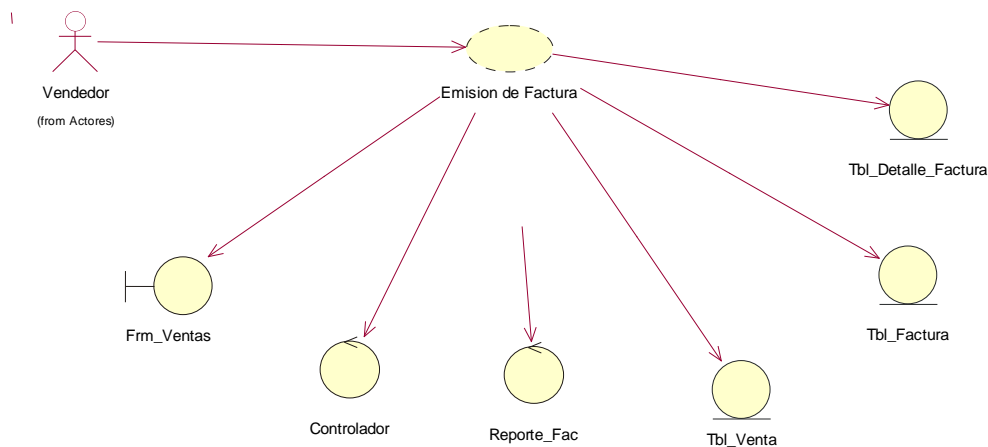 Vendedor
(from Actores)
Emision de Factura
Tbl_Detalle_Factura
Frm_Ventas
Tbl_Factura
Controlador
Reporte_Fac
Tbl_Venta